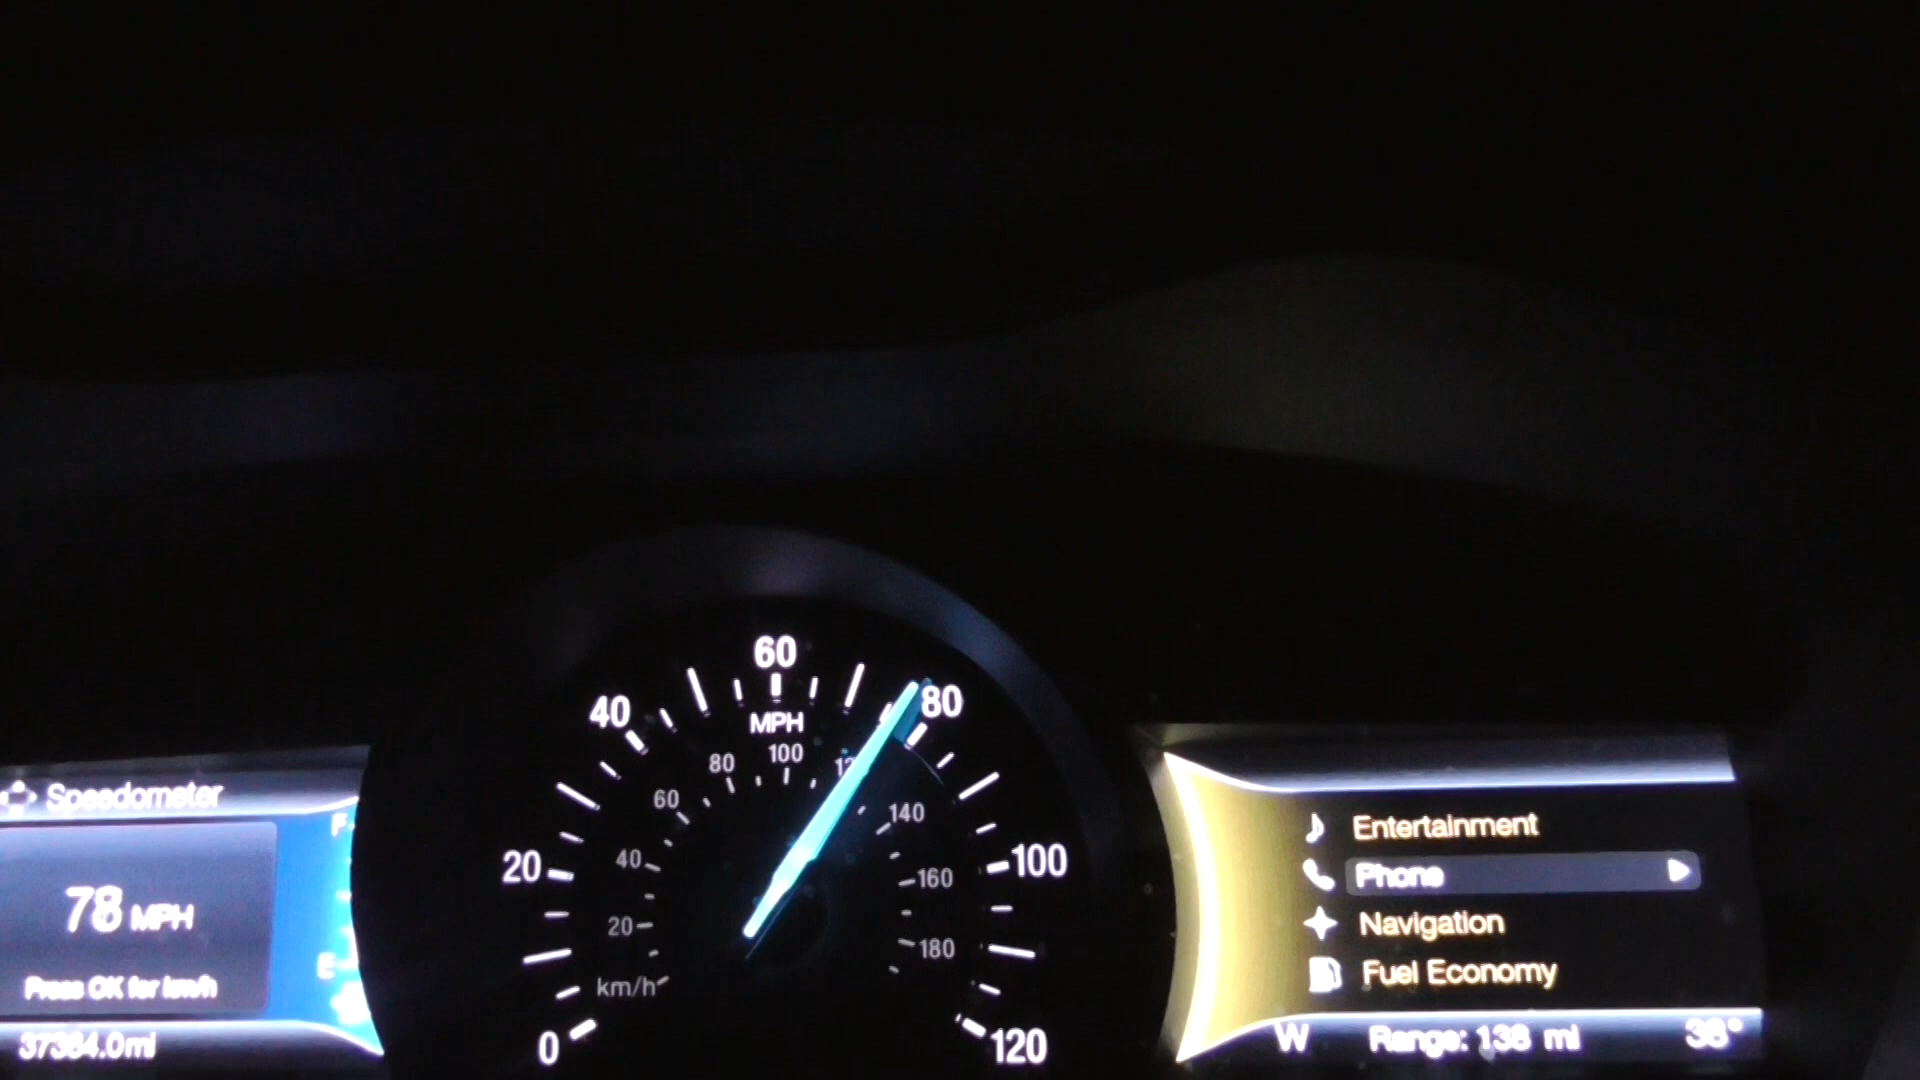 Speedometer
F
78 MPH
E
Press OK for km/h
37384.0mi
0
20
40
60
80
100
120
MPH
km/h
20
40
60
80
100
140
160
180
Entertainment
Phone
Navigation
Fuel Economy
W Range: 138 mi 38°